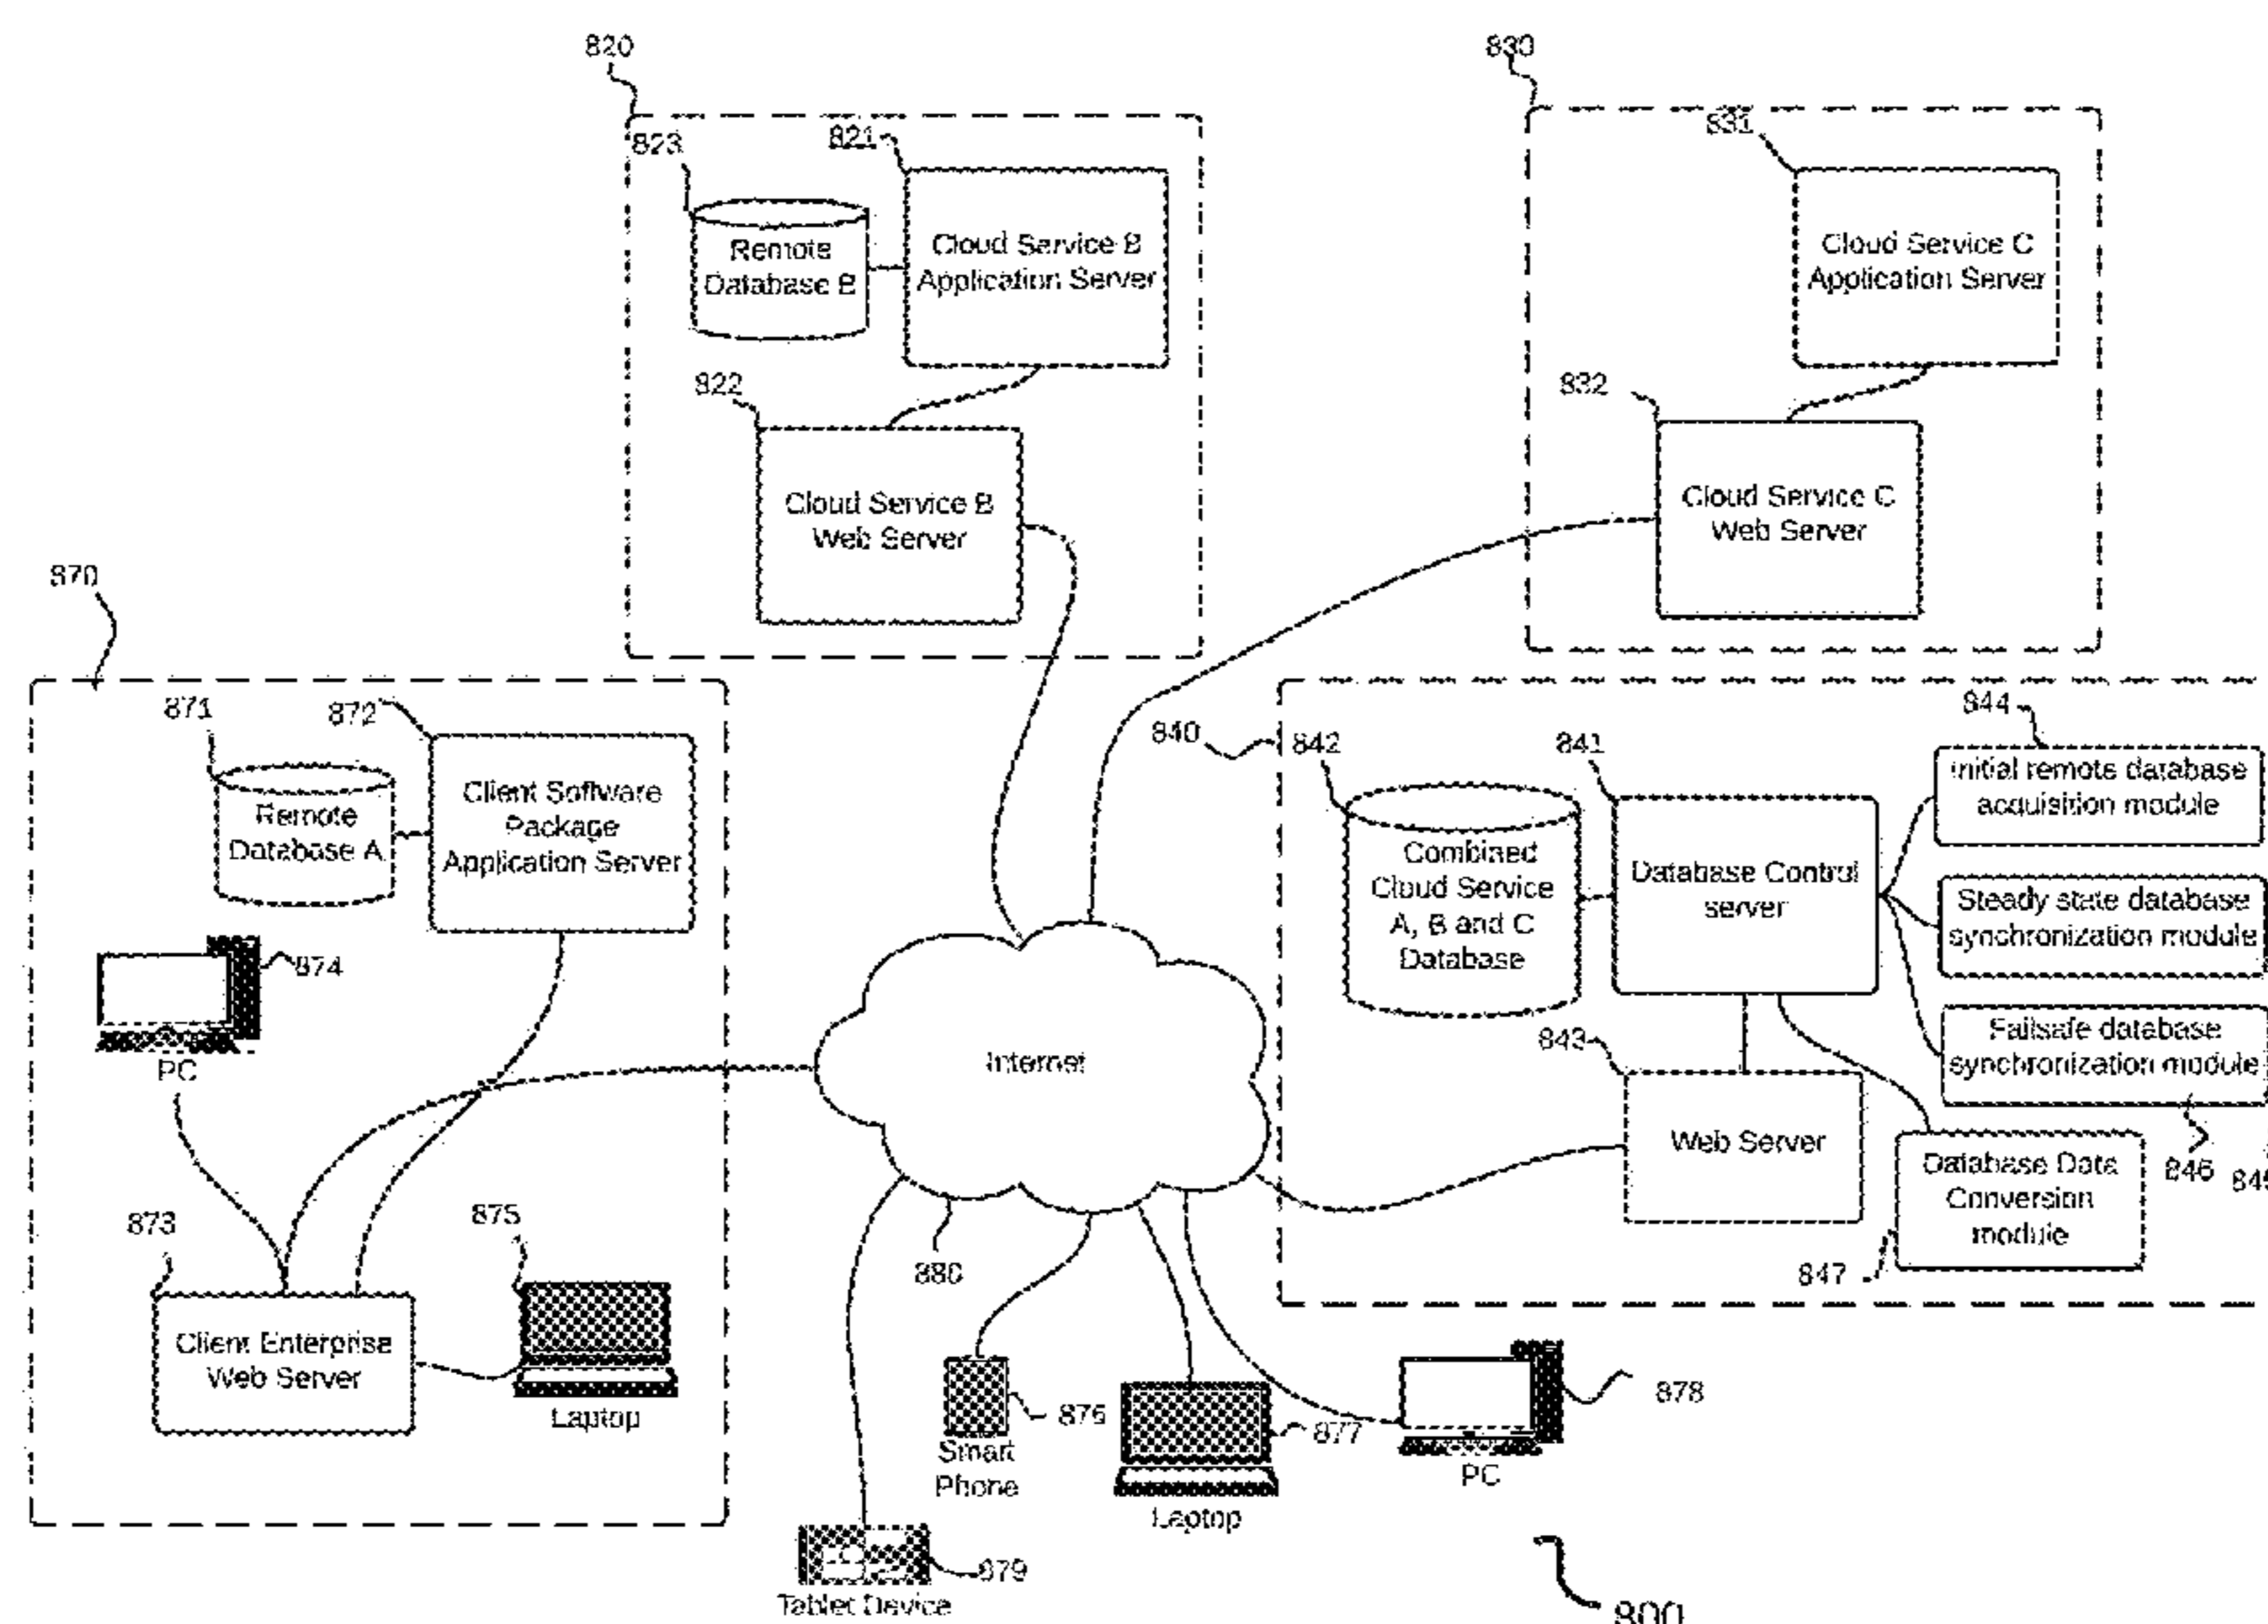 820
830
823
821
831
Remote
Database B
Cloud Service B
Application Server
Cloud Service C
Application Server
822
832
Cloud Service B
Web Server
Cloud Service C
Web Server
870
871
872
Remote
Database A
Client Software
Package
Application Server
874
PC
873
875
Client Enterprise
Web Server
Laptop
840
842
841
844
Combined
Cloud Service
A, B and C
Database
Database Control
server
Initial remote database
acquisition module
Steady state database
synchronization module
Failsafe database
synchronization module
843
Web Server
Database Data
Conversion
module
846
847
Internet
880
876
Smart
Phone
877
Laptop
878
PC
879
Tablet Device
800